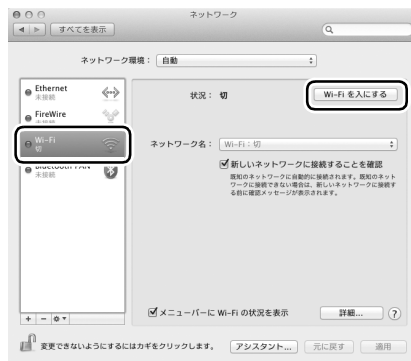 ネットワーク
すべてを表示
ネットワーク環境： 自動
Ethernet
未接続
FireWire
未接続
Wi-Fi
切
Bluetooth PAN
未接続
状況： 切
Wi-Fi を入にする
ネットワーク名： Wi-Fi：切
新しいネットワークに接続することを確認
既知のネットワークに自動的に接続されます。既知のネット
ワークに接続できない場合は、新しいネットワークに接続す
る前に確認メッセージが表示されます。
メニューバーに Wi-Fi の状況を表示
詳細...
?
+ −
変更できないようにするにはカギをクリックします。
アシスタント...
元に戻す
適用